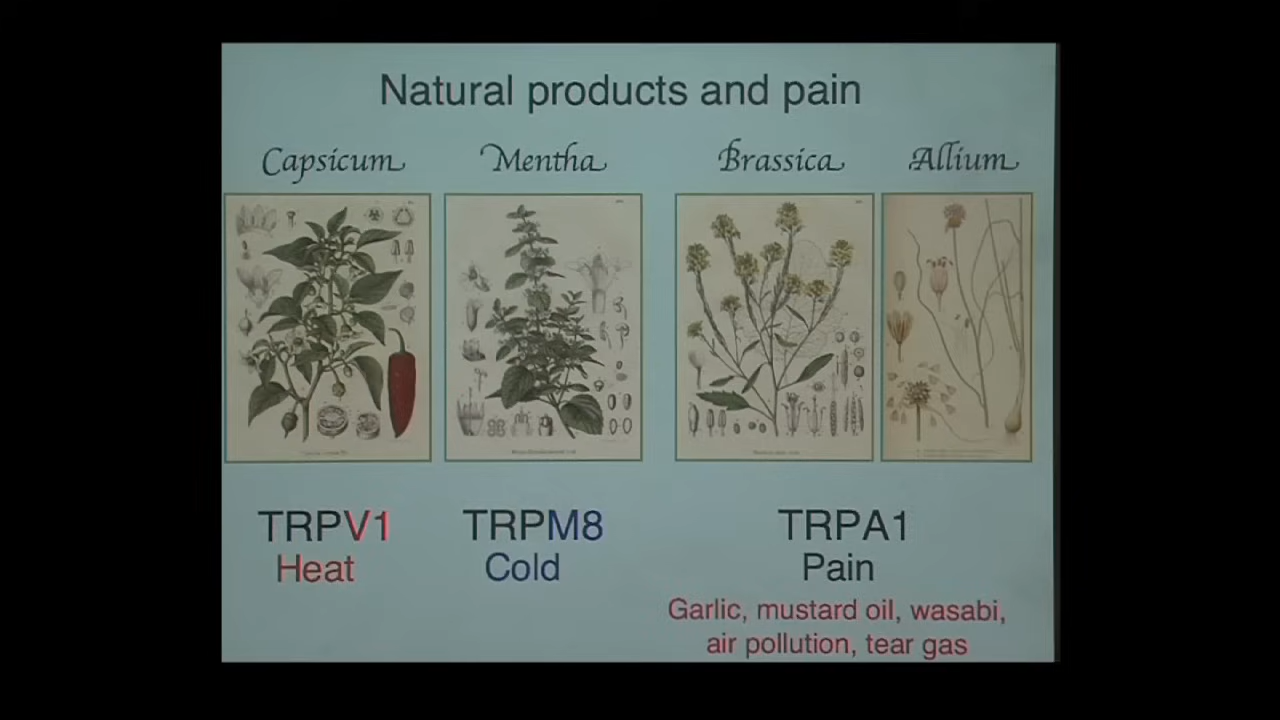 Natural products and pain
Capsicum
Mentha
Brassica
Allium
TRPV1
Heat
TRPM8
Cold
TRPA1
Pain
Garlic, mustard oil, wasabi,
air pollution, tear gas